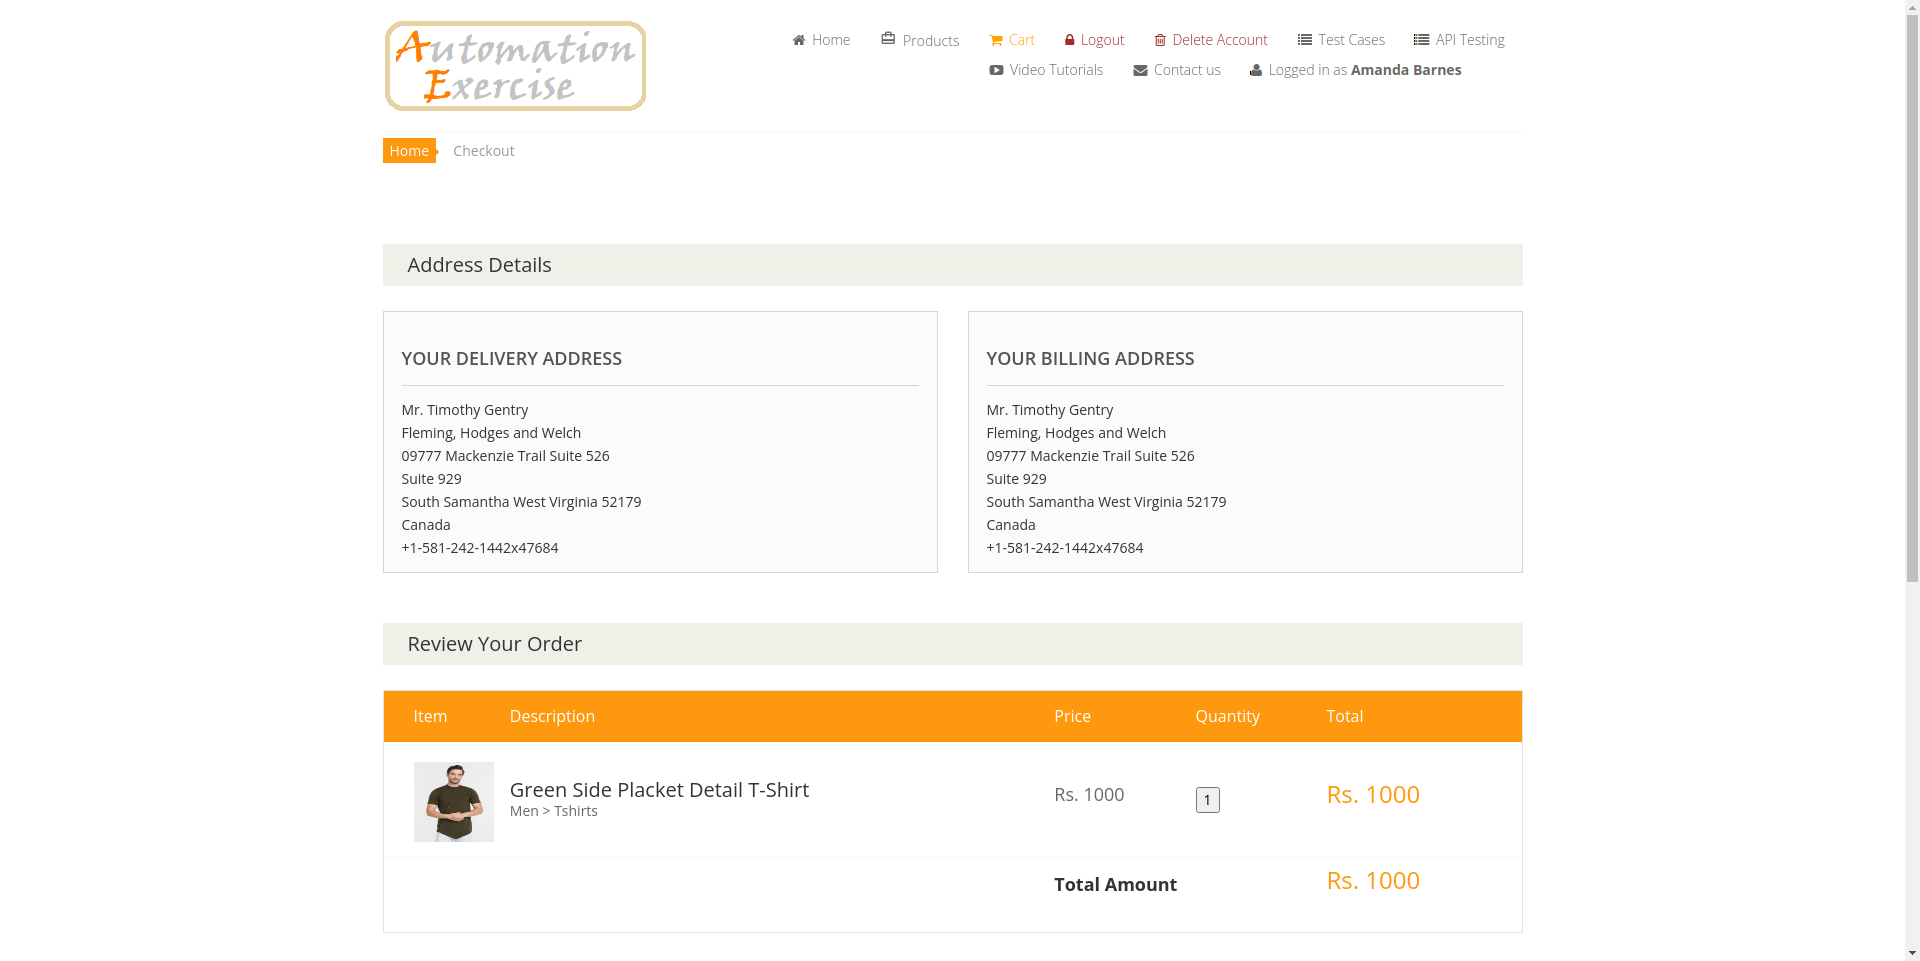 Automation
Exercise
Home
Products
Cart
Logout
Delete Account
Test Cases
API Testing
Video Tutorials
Contact us
Logged in as Amanda Barnes
Home
Checkout
Address Details
YOUR DELIVERY ADDRESS
Mr. Timothy Gentry
Fleming, Hodges and Welch
09777 Mackenzie Trail Suite 526
Suite 929
South Samantha West Virginia 52179
Canada
+1-581-242-1442x47684
YOUR BILLING ADDRESS
Mr. Timothy Gentry
Fleming, Hodges and Welch
09777 Mackenzie Trail Suite 526
Suite 929
South Samantha West Virginia 52179
Canada
+1-581-242-1442x47684
Review Your Order
Item Description Price Quantity Total
Green Side Placket Detail T-Shirt
Men > Tshirts
Rs. 1000
1
Rs. 1000
Total Amount
Rs. 1000